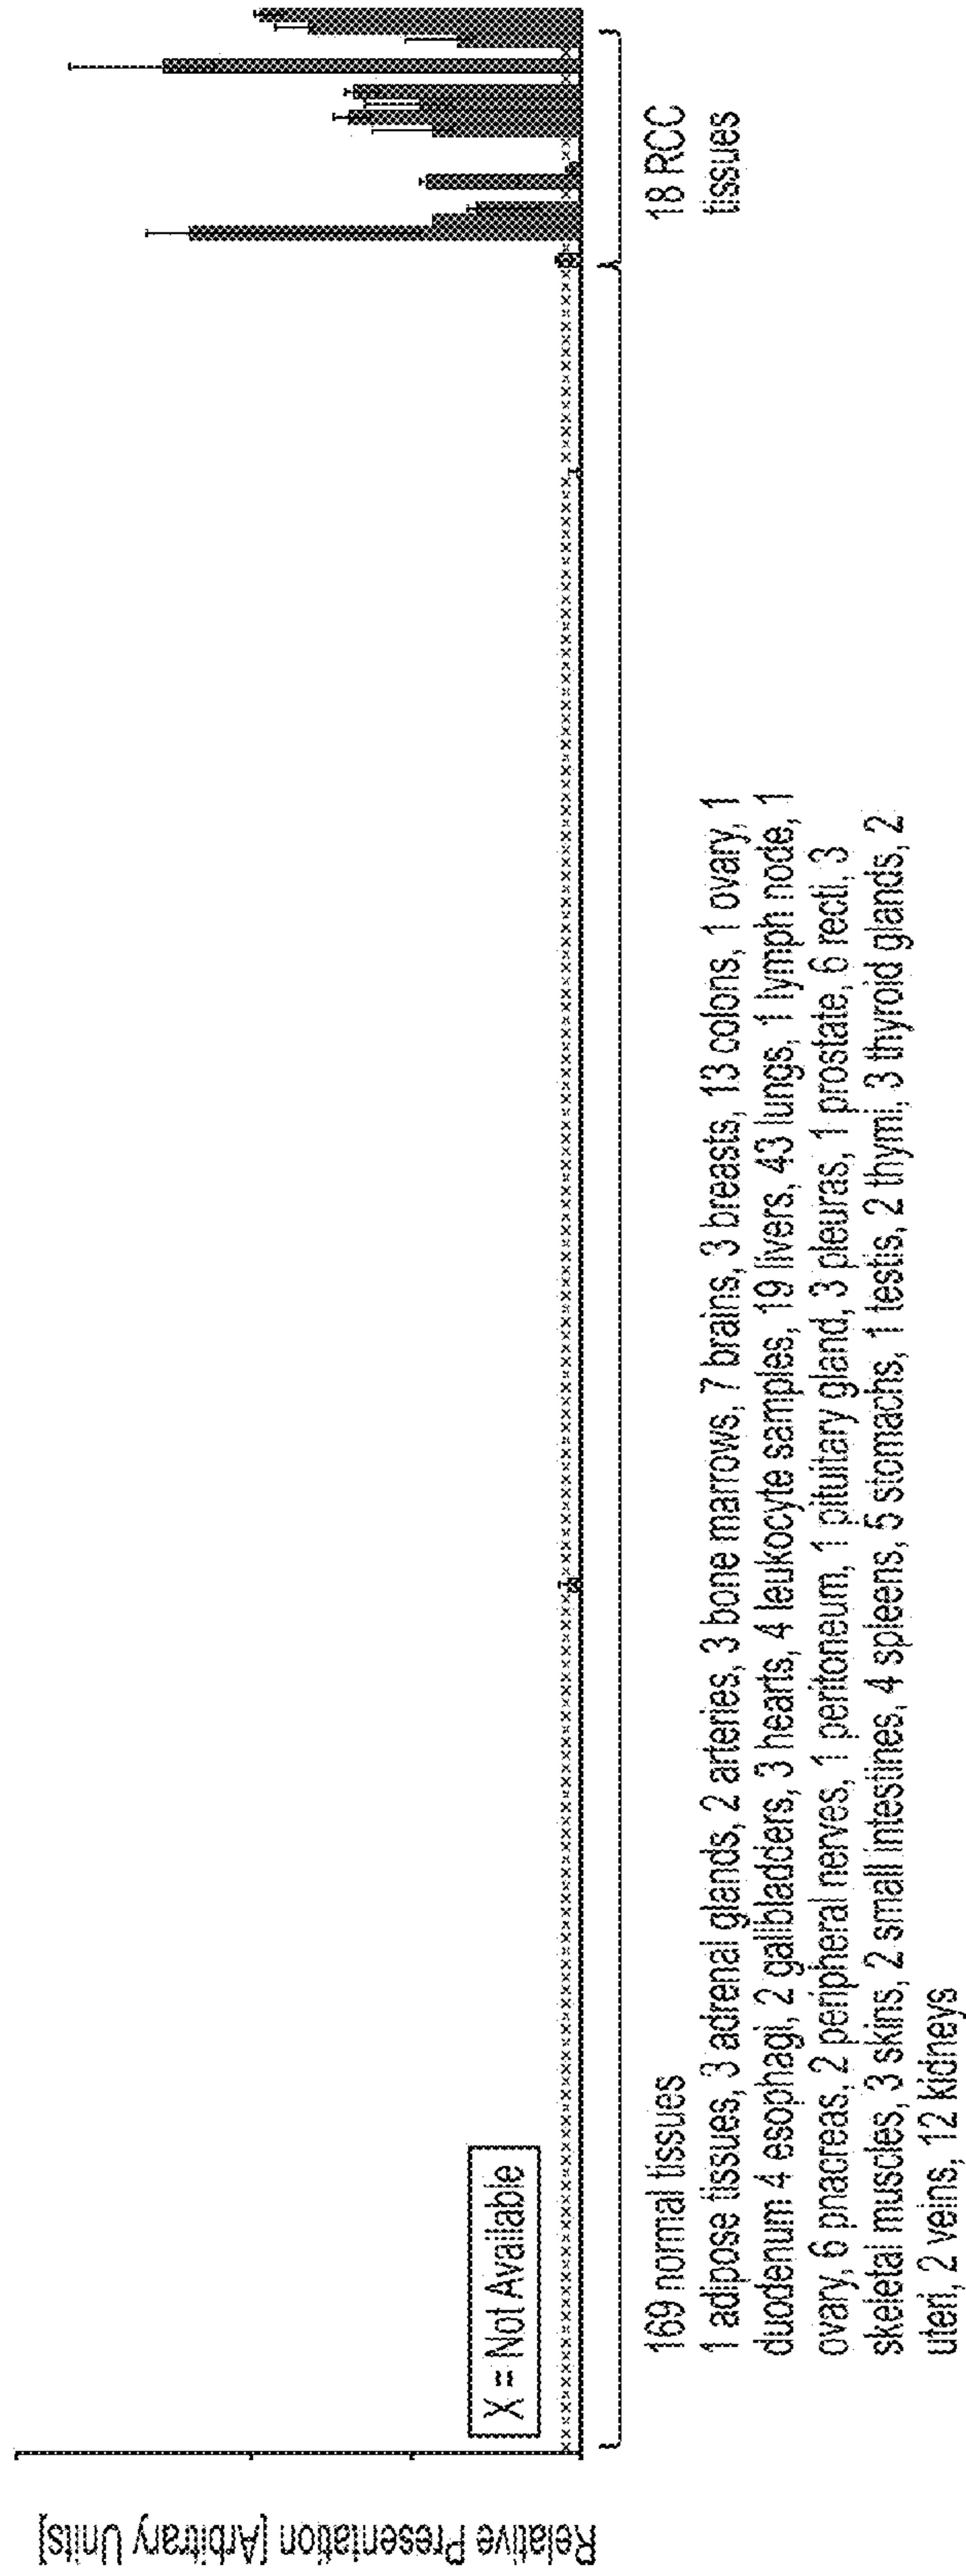 Relative Presentation [Arbitrary Units]
X = Not Available
169 normal tissues
1 adipose tissues, 3 adrenal glands, 2 arteries, 3 bone marrows, 7 brains, 3 breasts, 13 colons, 1 ovary, 1
duodenum 4 esophagi, 2 gallbladders, 3 hearts, 4 leukocyte samples, 19 livers, 43 lungs, 1 lymph node, 1
ovary, 6 pnacreas, 2 peripheral nerves, 1 peritoneum, 1 pituitary gland, 3 pleuras, 1 prostate, 6 recti, 3
skeletal muscles, 3 skins, 2 small intestines, 4 spleens, 5 stomachs, 1 testis, 2 thymi, 3 thyroid glands, 2
uteri, 2 veins, 12 kidneys
18 RCC
tissues